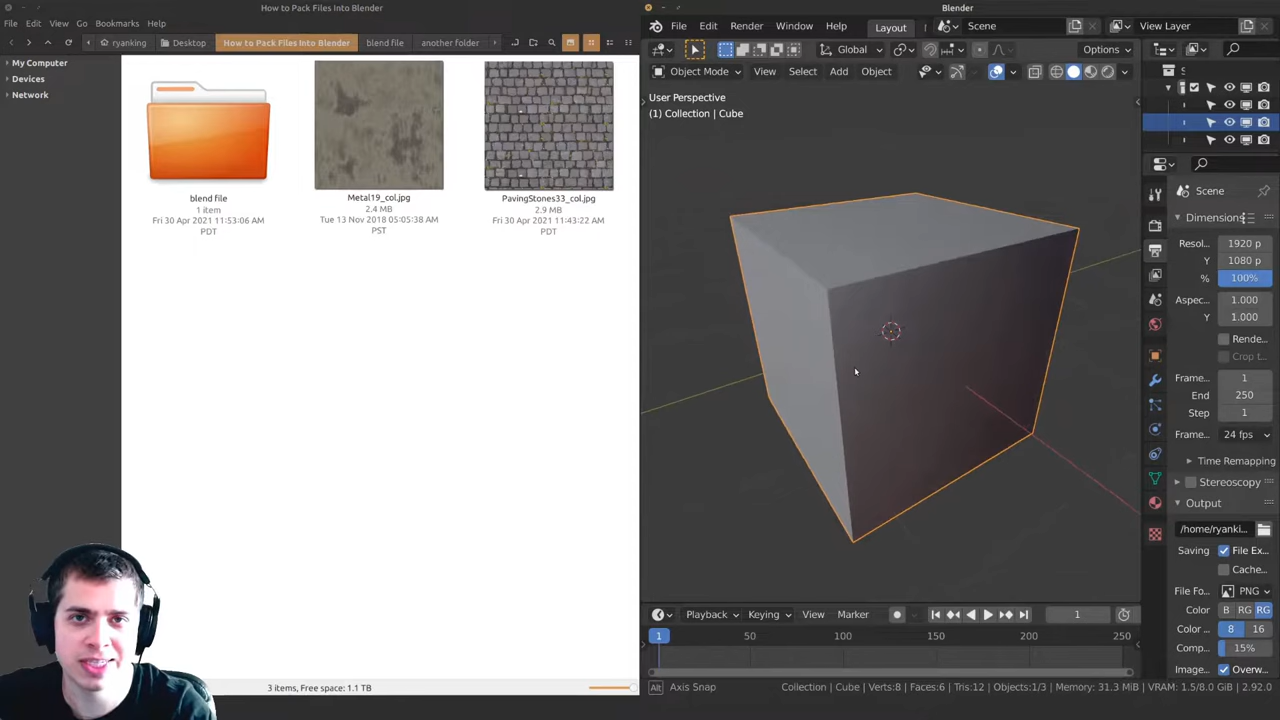 How to Pack Files Into Blender
File Edit View Go Bookmarks Help
ryanking Desktop How to Pack Files Into Blender blend file another folder
My Computer
Devices
Network
blend file
1 item
Fri 30 Apr 2021 11:53:06 AM
PDT
Metal19_col.jpg
2.4 MB
Tue 13 Nov 2018 05:05:38 AM
PST
PavingStones33_col.jpg
2.9 MB
Fri 30 Apr 2021 11:43:22 AM
PDT
3 items, Free space: 1.1 TB
Blender
File Edit Render Window Help Layout Scene View Layer
Global Options
Object Mode View Select Add Object
User Perspective
(1) Collection | Cube
Scene
Dimensions
Resol... 1920 p
Y 1080 p
% 100%
Aspec... 1.000
Y 1.000
Rende...
Crop t
Frame... 1
End 250
Step 1
Frame... 24 fps
Time Remapping
Stereoscopy
Output
/home/ryanki...
Saving File Ex...
Cache...
File Fo... PNG
Color B RG RG
Color ... 8 16
Comp... 15%
Image... Overw...
Playback Keying View Marker 1
1 50 100 150 200 250
Alt Axis Snap
Collection | Cube | Verts:8 | Faces:6 | Tris:12 | Objects:1/3 | Memory: 31.3 MiB | VRAM: 1.5/8.0 GiB | 2.92.0